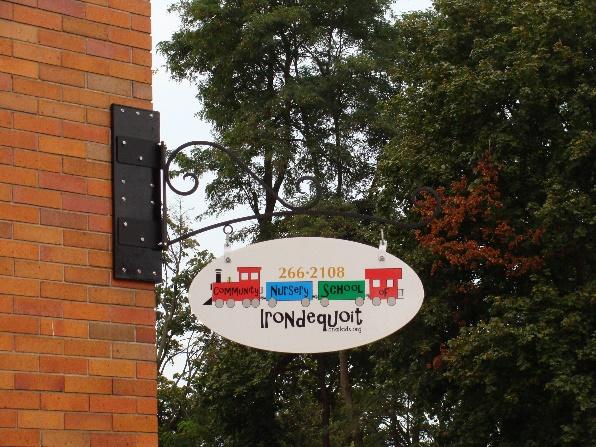 266-2108
Community Nursery School of
Irondequoit